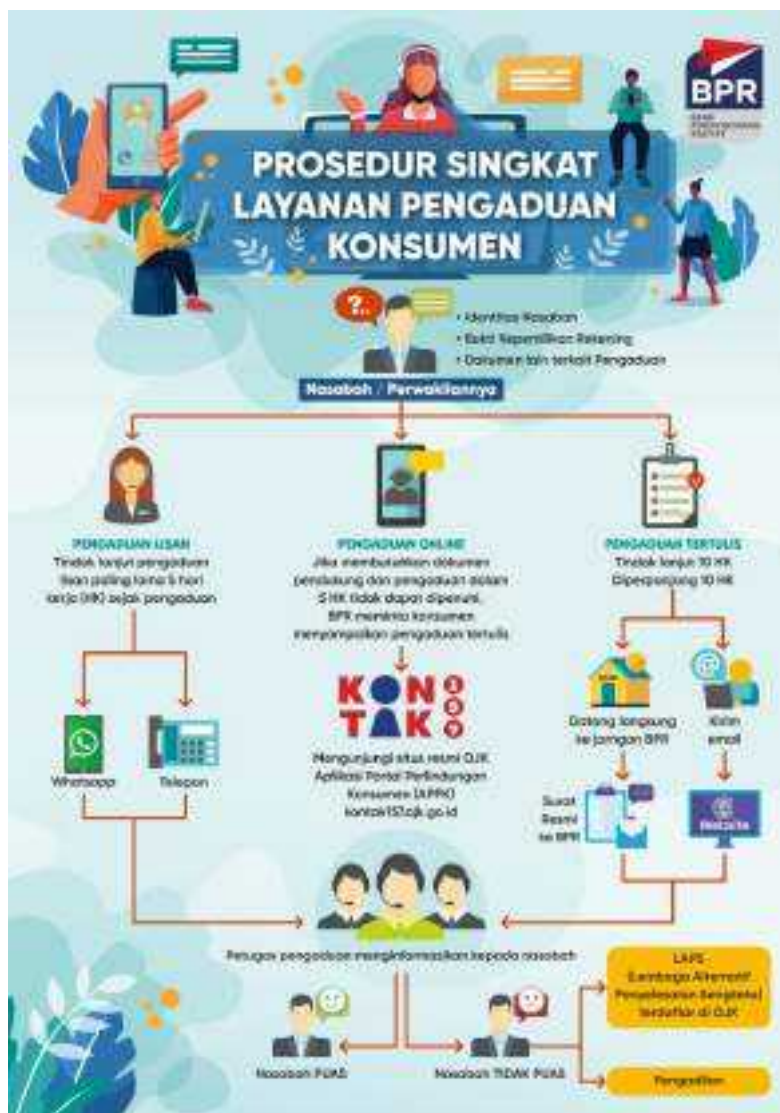 BPR
BANK
PERKREDITAN
RAKYAT
PROSEDUR SINGKAT
LAYANAN PENGADUAN
KONSUMEN
?..
• Identitas Nasabah
• Bukti Kepemilikan Rekening
• Dokumen lain terkait Pengaduan
Nasabah / Perwakilannya
PENGADUAN LISAN
Tindak lanjut pengaduan
lisan paling lama 5 hari
kerja (HK) sejak pengaduan
Whatsapp
Telepon
PENGADUAN ONLINE
Jika membutuhkan dokumen
pendukung dan pengaduan dalam
5 HK tidak dapat dipenuhi,
BPR meminta konsumen
menyampaikan pengaduan tertulis
KONTAK 157
Mengunjungi situs resmi OJK
Aplikasi Portal Perlindungan
Konsumen (APPK)
kontak157.ojk.go.id
PENGADUAN TERTULIS
Tindak lanjut 10 HK
Diperpanjang 10 HK
Datang langsung
ke jaringan BPR
Kirim
email
Surat
Resmi
ke BPR
Website
Petugas pengaduan menginformasikan kepada nasabah
Nasabah PUAS
Nasabah TIDAK PUAS
LAPS
(Lembaga Alternatif
Penyelesaian Sengketa)
terdaftar di OJK
Pengadilan